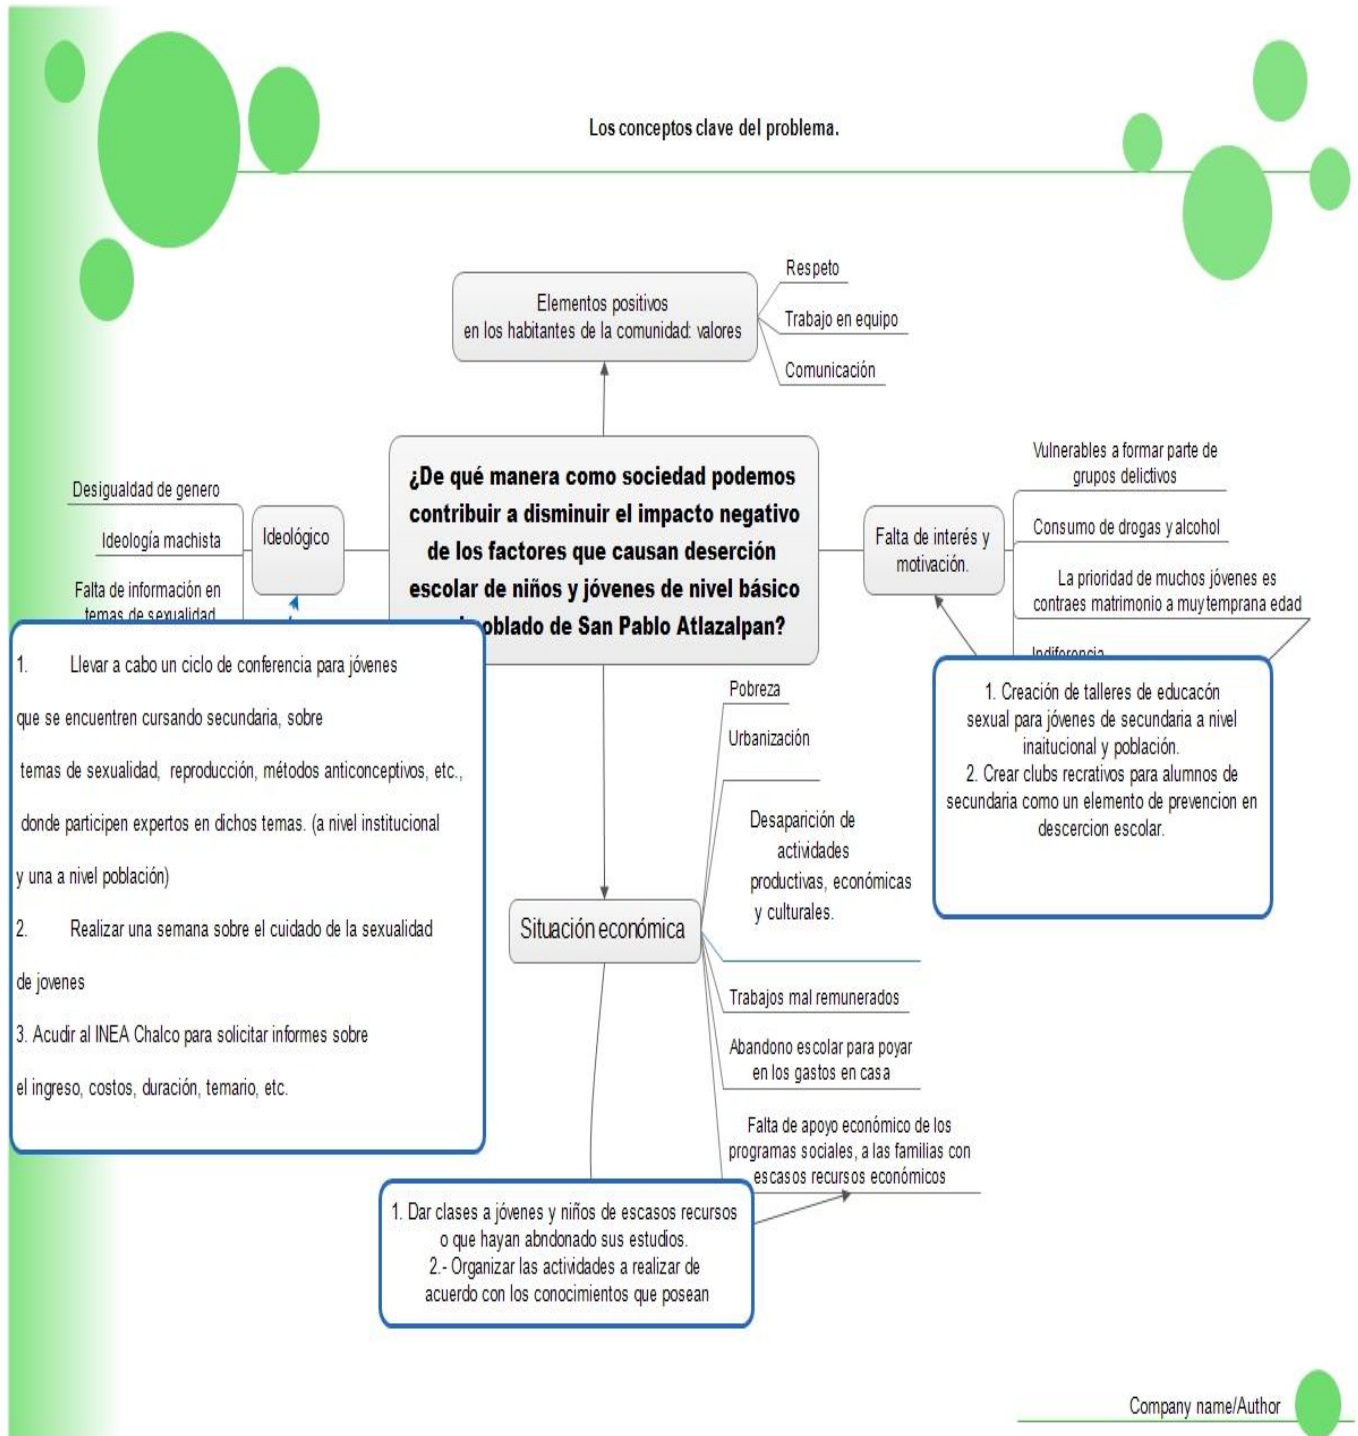 Los conceptos clave del problema.
Elementos positivos
en los habitantes de la comunidad: valores
Respeto
Trabajo en equipo
Comunicación
¿De qué manera como sociedad podemos
contribuir a disminuir el impacto negativo
de los factores que causan deserción
escolar de niños y jóvenes de nivel básico
oblado de San Pablo Atlazalpan?
Ideológico
Desigualdad de genero
Ideología machista
Falta de información en
temas de sexualidad
1. Llevar a cabo un ciclo de conferencia para jóvenes
que se encuentren cursando secundaria, sobre
temas de sexualidad, reproducción, métodos anticonceptivos, etc.,
donde participen expertos en dichos temas. (a nivel institucional
y una a nivel población)
2. Realizar una semana sobre el cuidado de la sexualidad
de jovenes
3. Acudir al INEA Chalco para solicitar informes sobre
el ingreso, costos, duración, temario, etc.
Falta de interés y
motivación.
Vulnerables a formar parte de
grupos delictivos
Consumo de drogas y alcohol
La prioridad de muchos jóvenes es
contraes matrimonio a muy temprana edad
Indiferencia
1. Creación de talleres de educacón
sexual para jóvenes de secundaria a nivel
inaitucional y población.
2. Crear clubs recrativos para alumnos de
secundaria como un elemento de prevencion en
descercion escolar.
Situación económica
Pobreza
Urbanización
Desaparición de
actividades
productivas, económicas
y culturales.
Trabajos mal remunerados
Abandono escolar para poyar
en los gastos en casa
Falta de apoyo económico de los
programas sociales, a las familias con
escasos recursos económicos
1. Dar clases a jóvenes y niños de escasos recursos
o que hayan abndonado sus estudios.
2.- Organizar las actividades a realizar de
acuerdo con los conocimientos que posean
Company name/Author